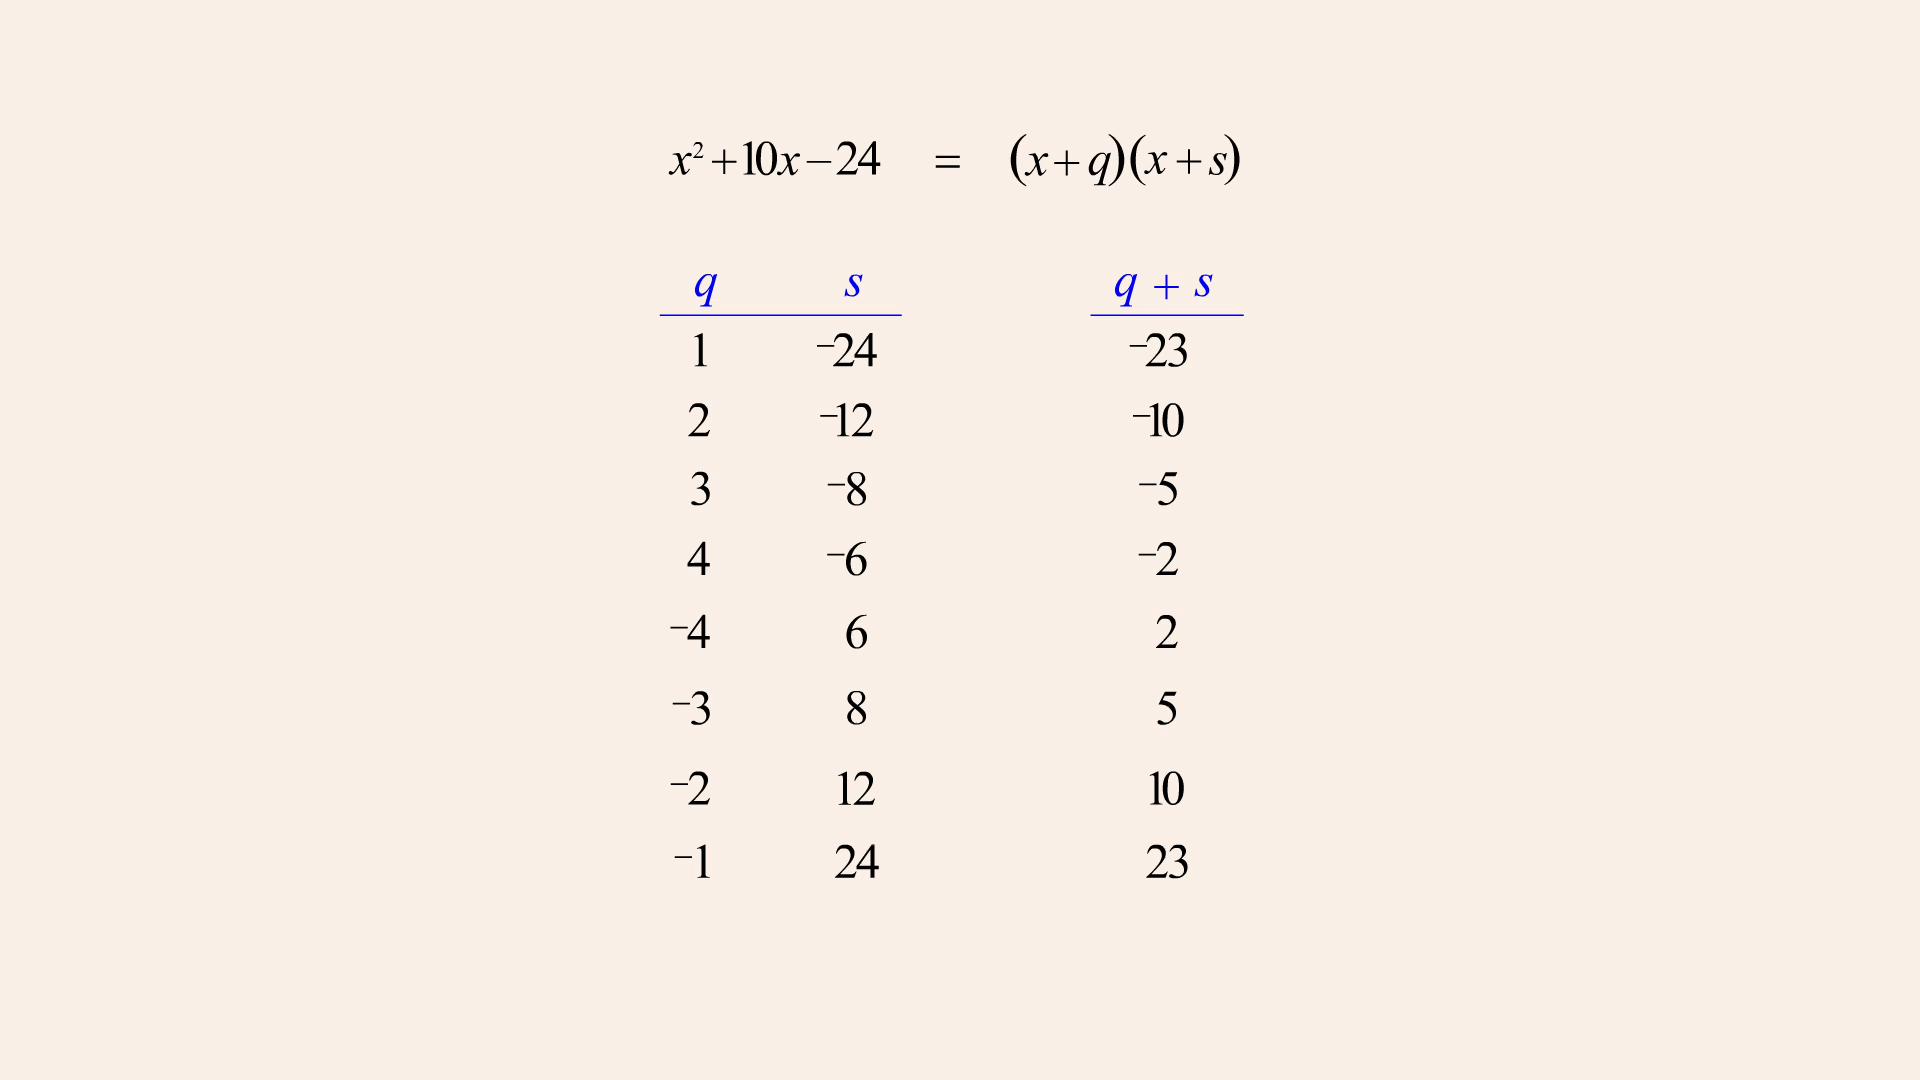 x²+10x−24 = (x+q)(x+s)
q s q + s
1 ⁻24 ⁻23
2 ⁻12 ⁻10
3 ⁻8 ⁻5
4 ⁻6 ⁻2
⁻4 6 2
⁻3 8 5
⁻2 12 10
⁻1 24 23